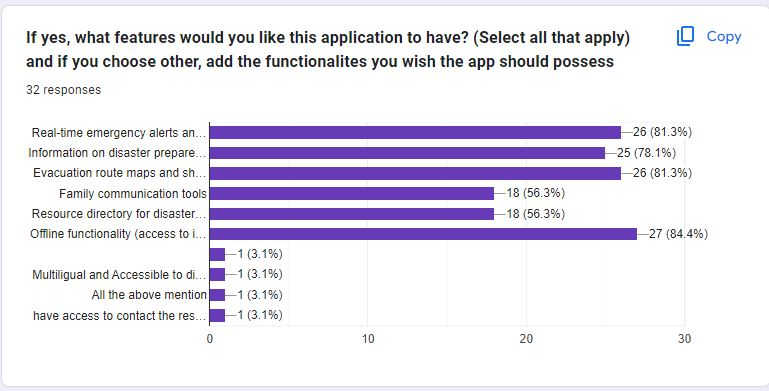 If yes, what features would you like this application to have? (Select all that apply)
Copy
and if you choose other, add the functionalites you wish the app should possess
32 responses
Real-time emergency alerts an...
26 (81.3%)
Information on disaster prepare...
25 (78.1%)
Evacuation route maps and sh...
26 (81.3%)
Family communication tools
18 (56.3%)
Resource directory for disaster...
18 (56.3%)
Offline functionality (access to i...
27 (84.4%)
1 (3.1%)
Multiligual and Accessible to di...
1 (3.1%)
All the above mention
1 (3.1%)
have access to contact the res...
1 (3.1%)
0
10
20
30